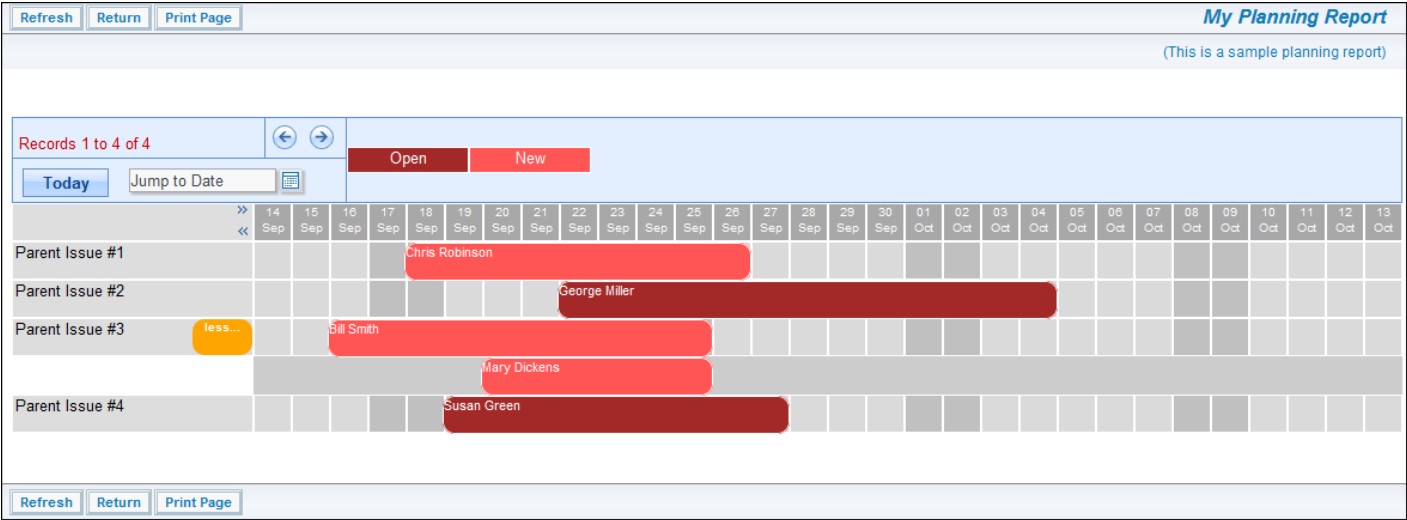 Refresh Return Print Page My Planning Report
(This is a sample planning report)
Records 1 to 4 of 4
Open New
Today Jump to Date
» 14 15 16 17 18 19 20 21 22 23 24 25 26 27 28 29 30 01 02 03 04 05 06 07 08 09 10 11 12 13
« Sep Sep Sep Sep Sep Sep Sep Sep Sep Sep Sep Sep Sep Sep Sep Sep Sep Oct Oct Oct Oct Oct Oct Oct Oct Oct Oct Oct Oct Oct
Parent Issue #1 Chris Robinson
Parent Issue #2 George Miller
Parent Issue #3 less... Bill Smith
Mary Dickens
Parent Issue #4 Susan Green
Refresh Return Print Page